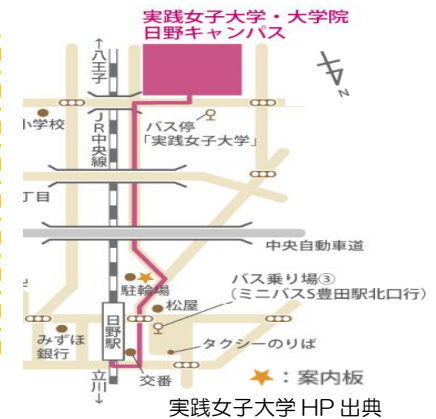 実践女子大学・大学院
日野キャンパス
←八王子
N
小学校
JR中央線
バス停
「実践女子大学」
丁目
中央自動車道
駐輪場
バス乗り場③
(ミニバスS豊田駅北口行)
松屋
日野駅
みずほ
銀行
タクシーのりば
立川→
交番
★:案内板
実践女子大学 HP 出典